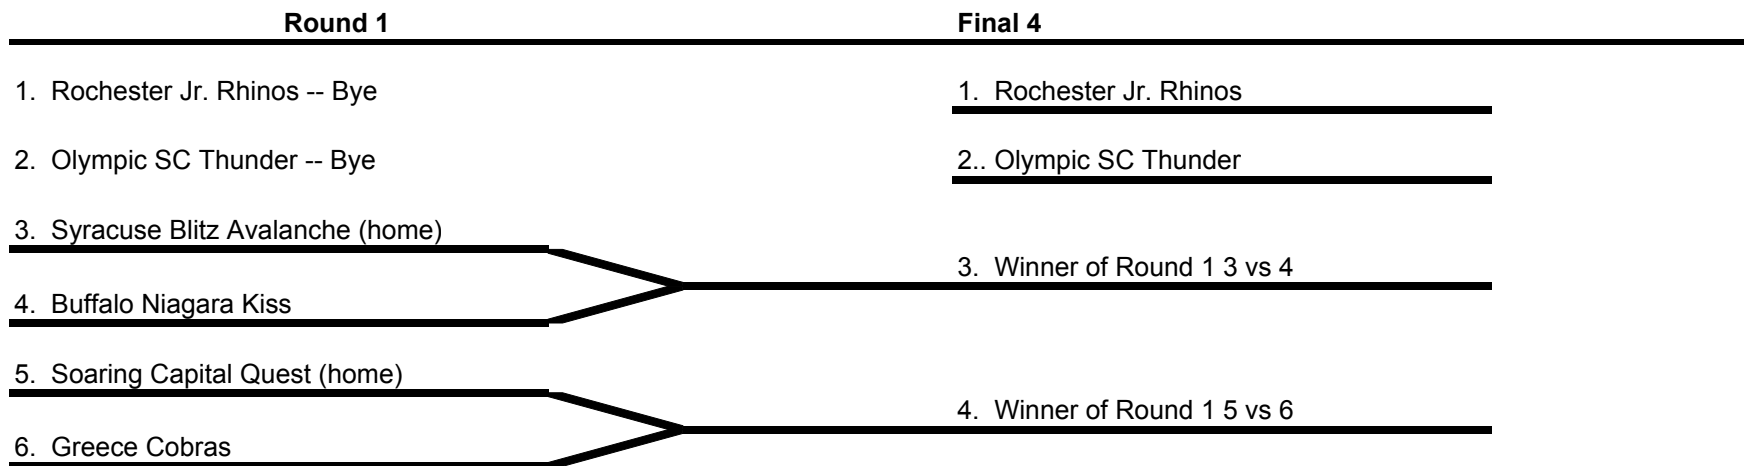 Round 1
Final 4
1. Rochester Jr. Rhinos -- Bye
1. Rochester Jr. Rhinos
2. Olympic SC Thunder -- Bye
2.. Olympic SC Thunder
3. Syracuse Blitz Avalanche (home)
3. Winner of Round 1 3 vs 4
4. Buffalo Niagara Kiss
5. Soaring Capital Quest (home)
4. Winner of Round 1 5 vs 6
6. Greece Cobras